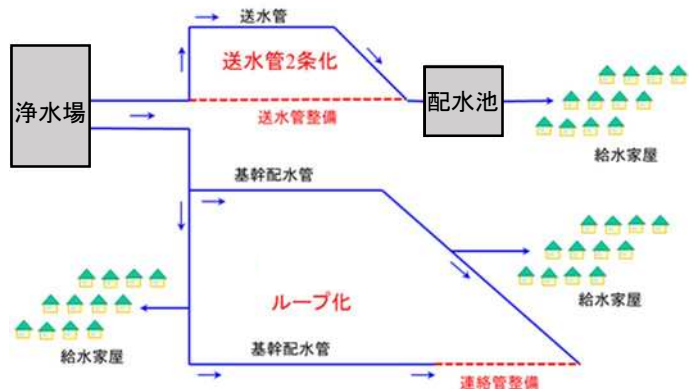 送水管
送水管2条化
浄水場
配水池
送水管整備
給水家屋
基幹配水管
ループ化
給水家屋
基幹配水管
給水家屋
連絡管整備